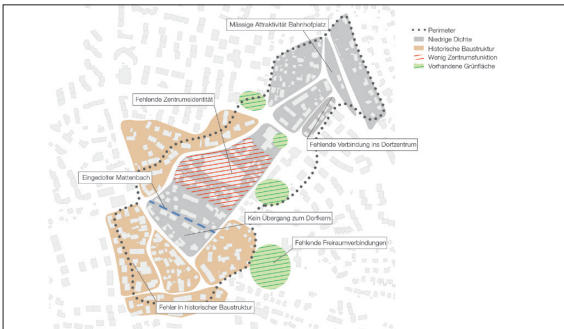 Mässige Attraktivität Bahnhofplatz
Perimeter
Niedrige Dichte
Historische Baustruktur
Wenig Zentrumsfunktion
Vorhandene Grünfläche
Fehlende Zentrumsidentität
Fehlende Verbindung ins Dorfzentrum
Eingedolter Mattenbach
Kein Übergang zum Dorfkern
Fehlende Freiraumverbindungen
Fehler in historischer Baustruktur